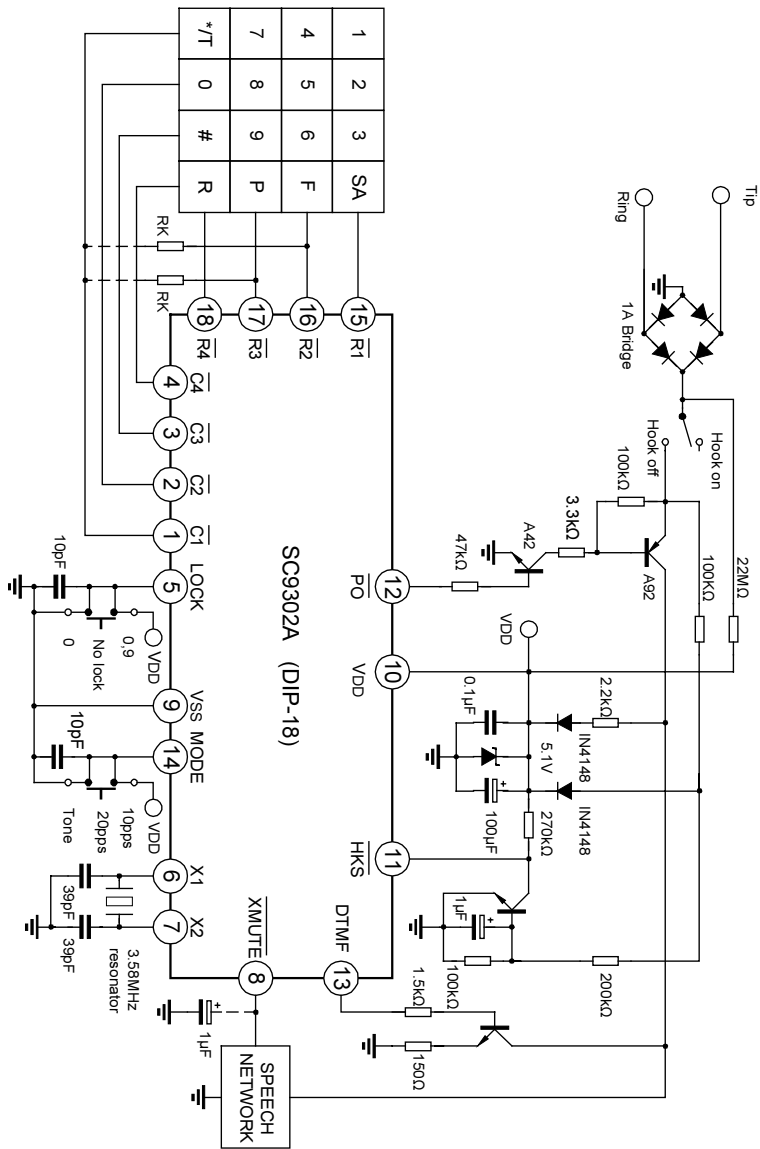 Tip
Ring
1A Bridge
Hook on
Hook off
22MΩ
100KΩ
A92
100kΩ
3.3kΩ
A42
47kΩ
VDD
2.2kΩ
IN4148
IN4148
0.1µF
5.1V
100µF
270kΩ
1µF
100kΩ
200kΩ
1.5kΩ
150Ω
1 2 3 SA
4 5 6 F
7 8 9 P
*/T 0 # R
RK
RK
15 R1
16 R2
17 R3
18 R4
4 C4
3 C3
2 C2
1 C1
12 PO
10 VDD
11 HKS
13 DTMF
8 XMUTE
SC9302A (DIP-18)
5 LOCK
9 VSS
14 MODE
6 X1
7 X2
10pF
VDD
0,9
No lock
0
10pF
VDD
10pps
20pps
Tone
39pF
39pF
3.58MHz
resonator
1µF
+
+
+
SPEECH
NETWORK